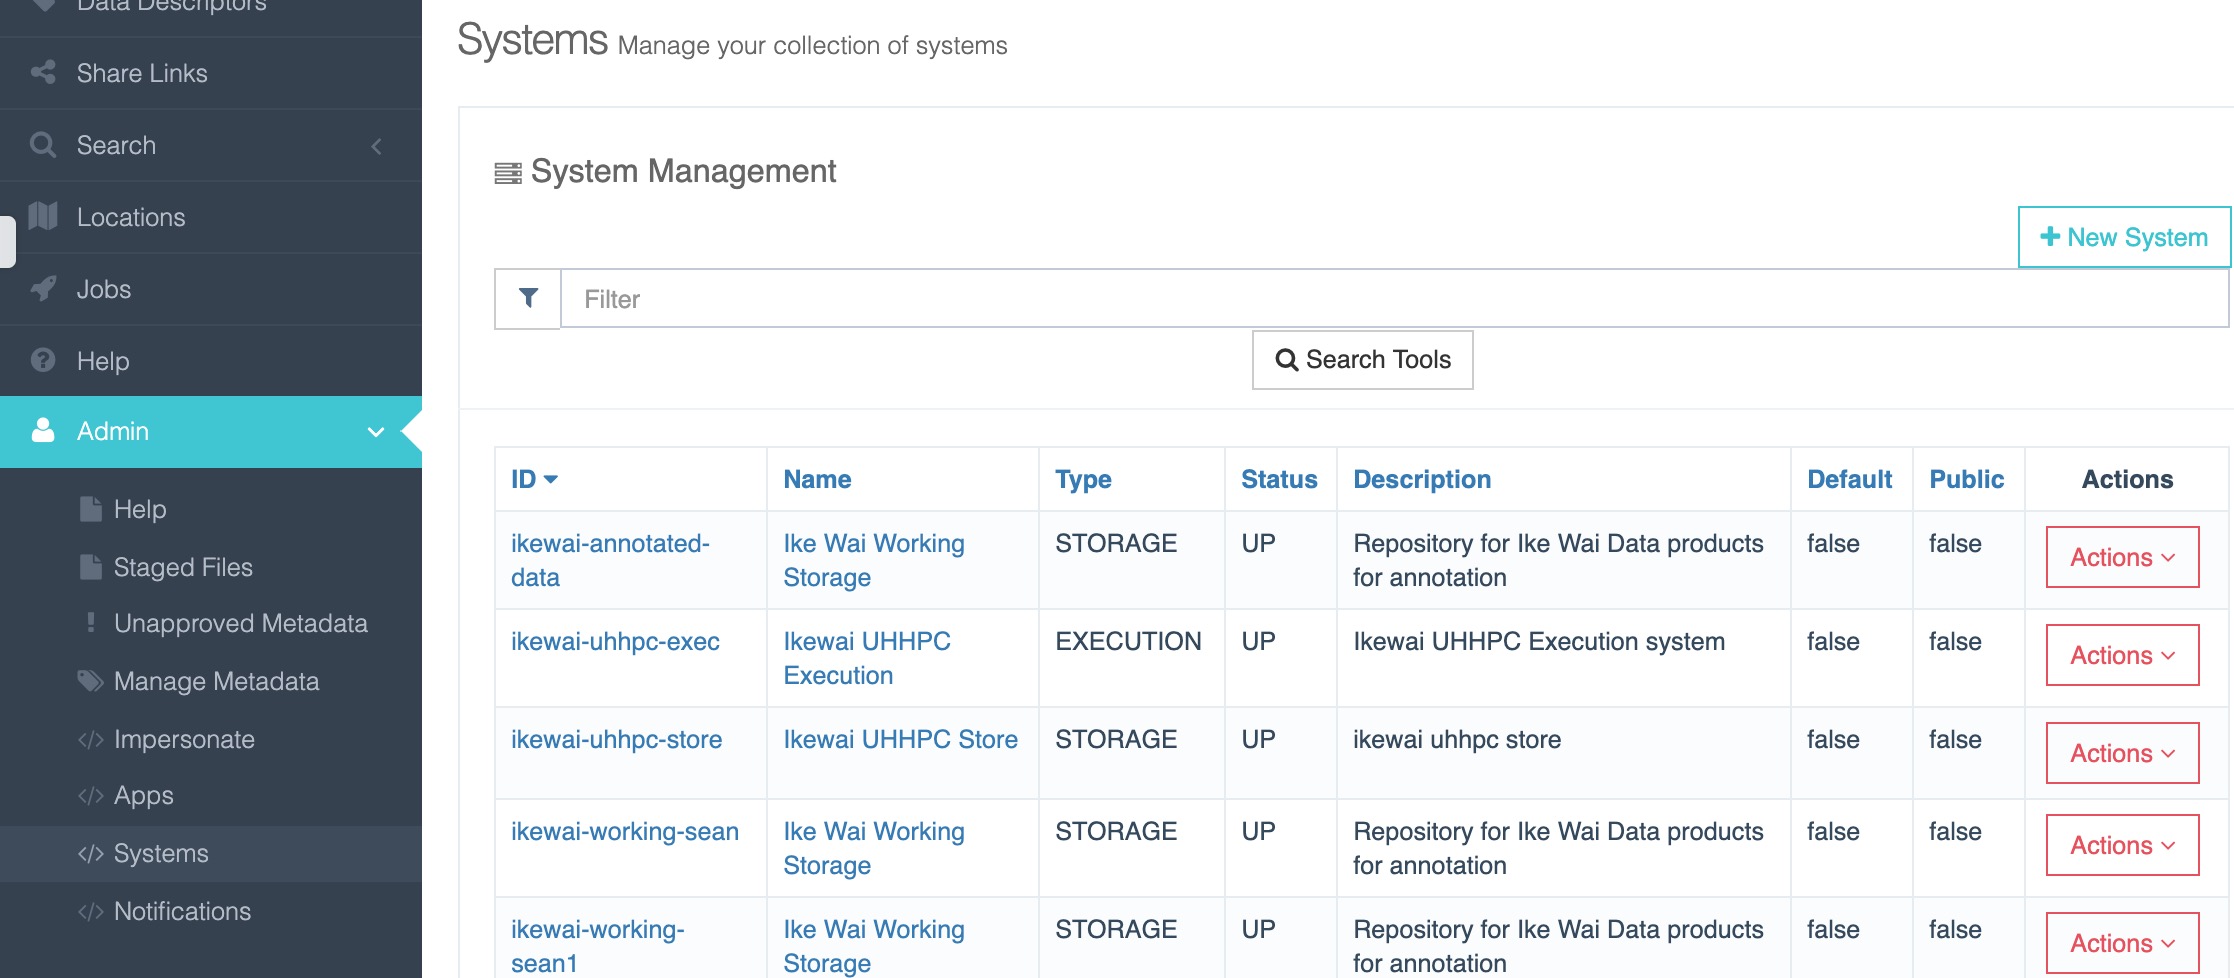 Data Descriptors
Share Links
Search
Locations
Jobs
Help
Admin
Help
Staged Files
Unapproved Metadata
Manage Metadata
Impersonate
Apps
Systems
Notifications
Systems Manage your collection of systems
System Management
New System
Filter
Search Tools
ID Name Type Status Description Default Public Actions
ikewai-annotated- Ike Wai Working STORAGE UP Repository for Ike Wai Data products false false Actions
data Storage for annotation
ikewai-uhhpc-exec Ikewai UHHPC EXECUTION UP Ikewai UHHPC Execution system false false Actions
Execution
ikewai-uhhpc-store Ikewai UHHPC Store STORAGE UP ikewai uhhpc store false false Actions
ikewai-working-sean Ike Wai Working STORAGE UP Repository for Ike Wai Data products false false Actions
Storage for annotation
ikewai-working- Ike Wai Working STORAGE UP Repository for Ike Wai Data products false false Actions
sean1 Storage for annotation